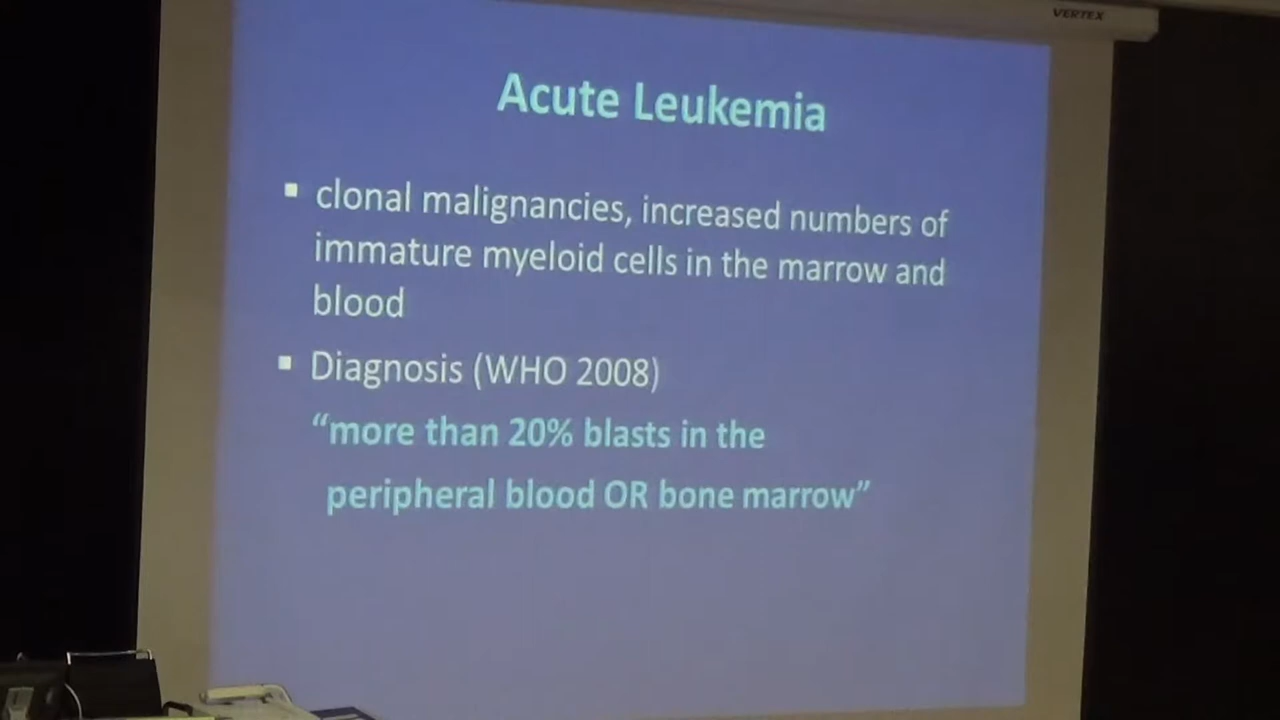 VERTEX
Acute Leukemia
▪ clonal malignancies, increased numbers of
immature myeloid cells in the marrow and
blood
▪ Diagnosis (WHO 2008)
“more than 20% blasts in the
peripheral blood OR bone marrow”